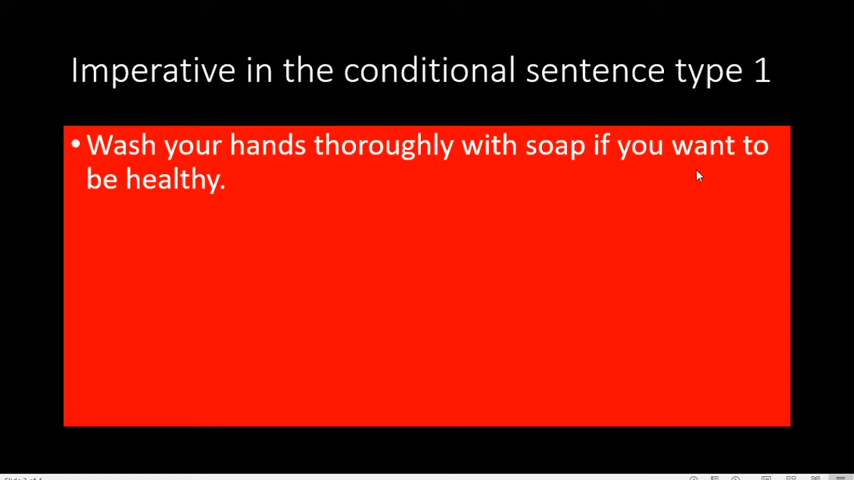 Imperative in the conditional sentence type 1
• Wash your hands thoroughly with soap if you want to
be healthy.